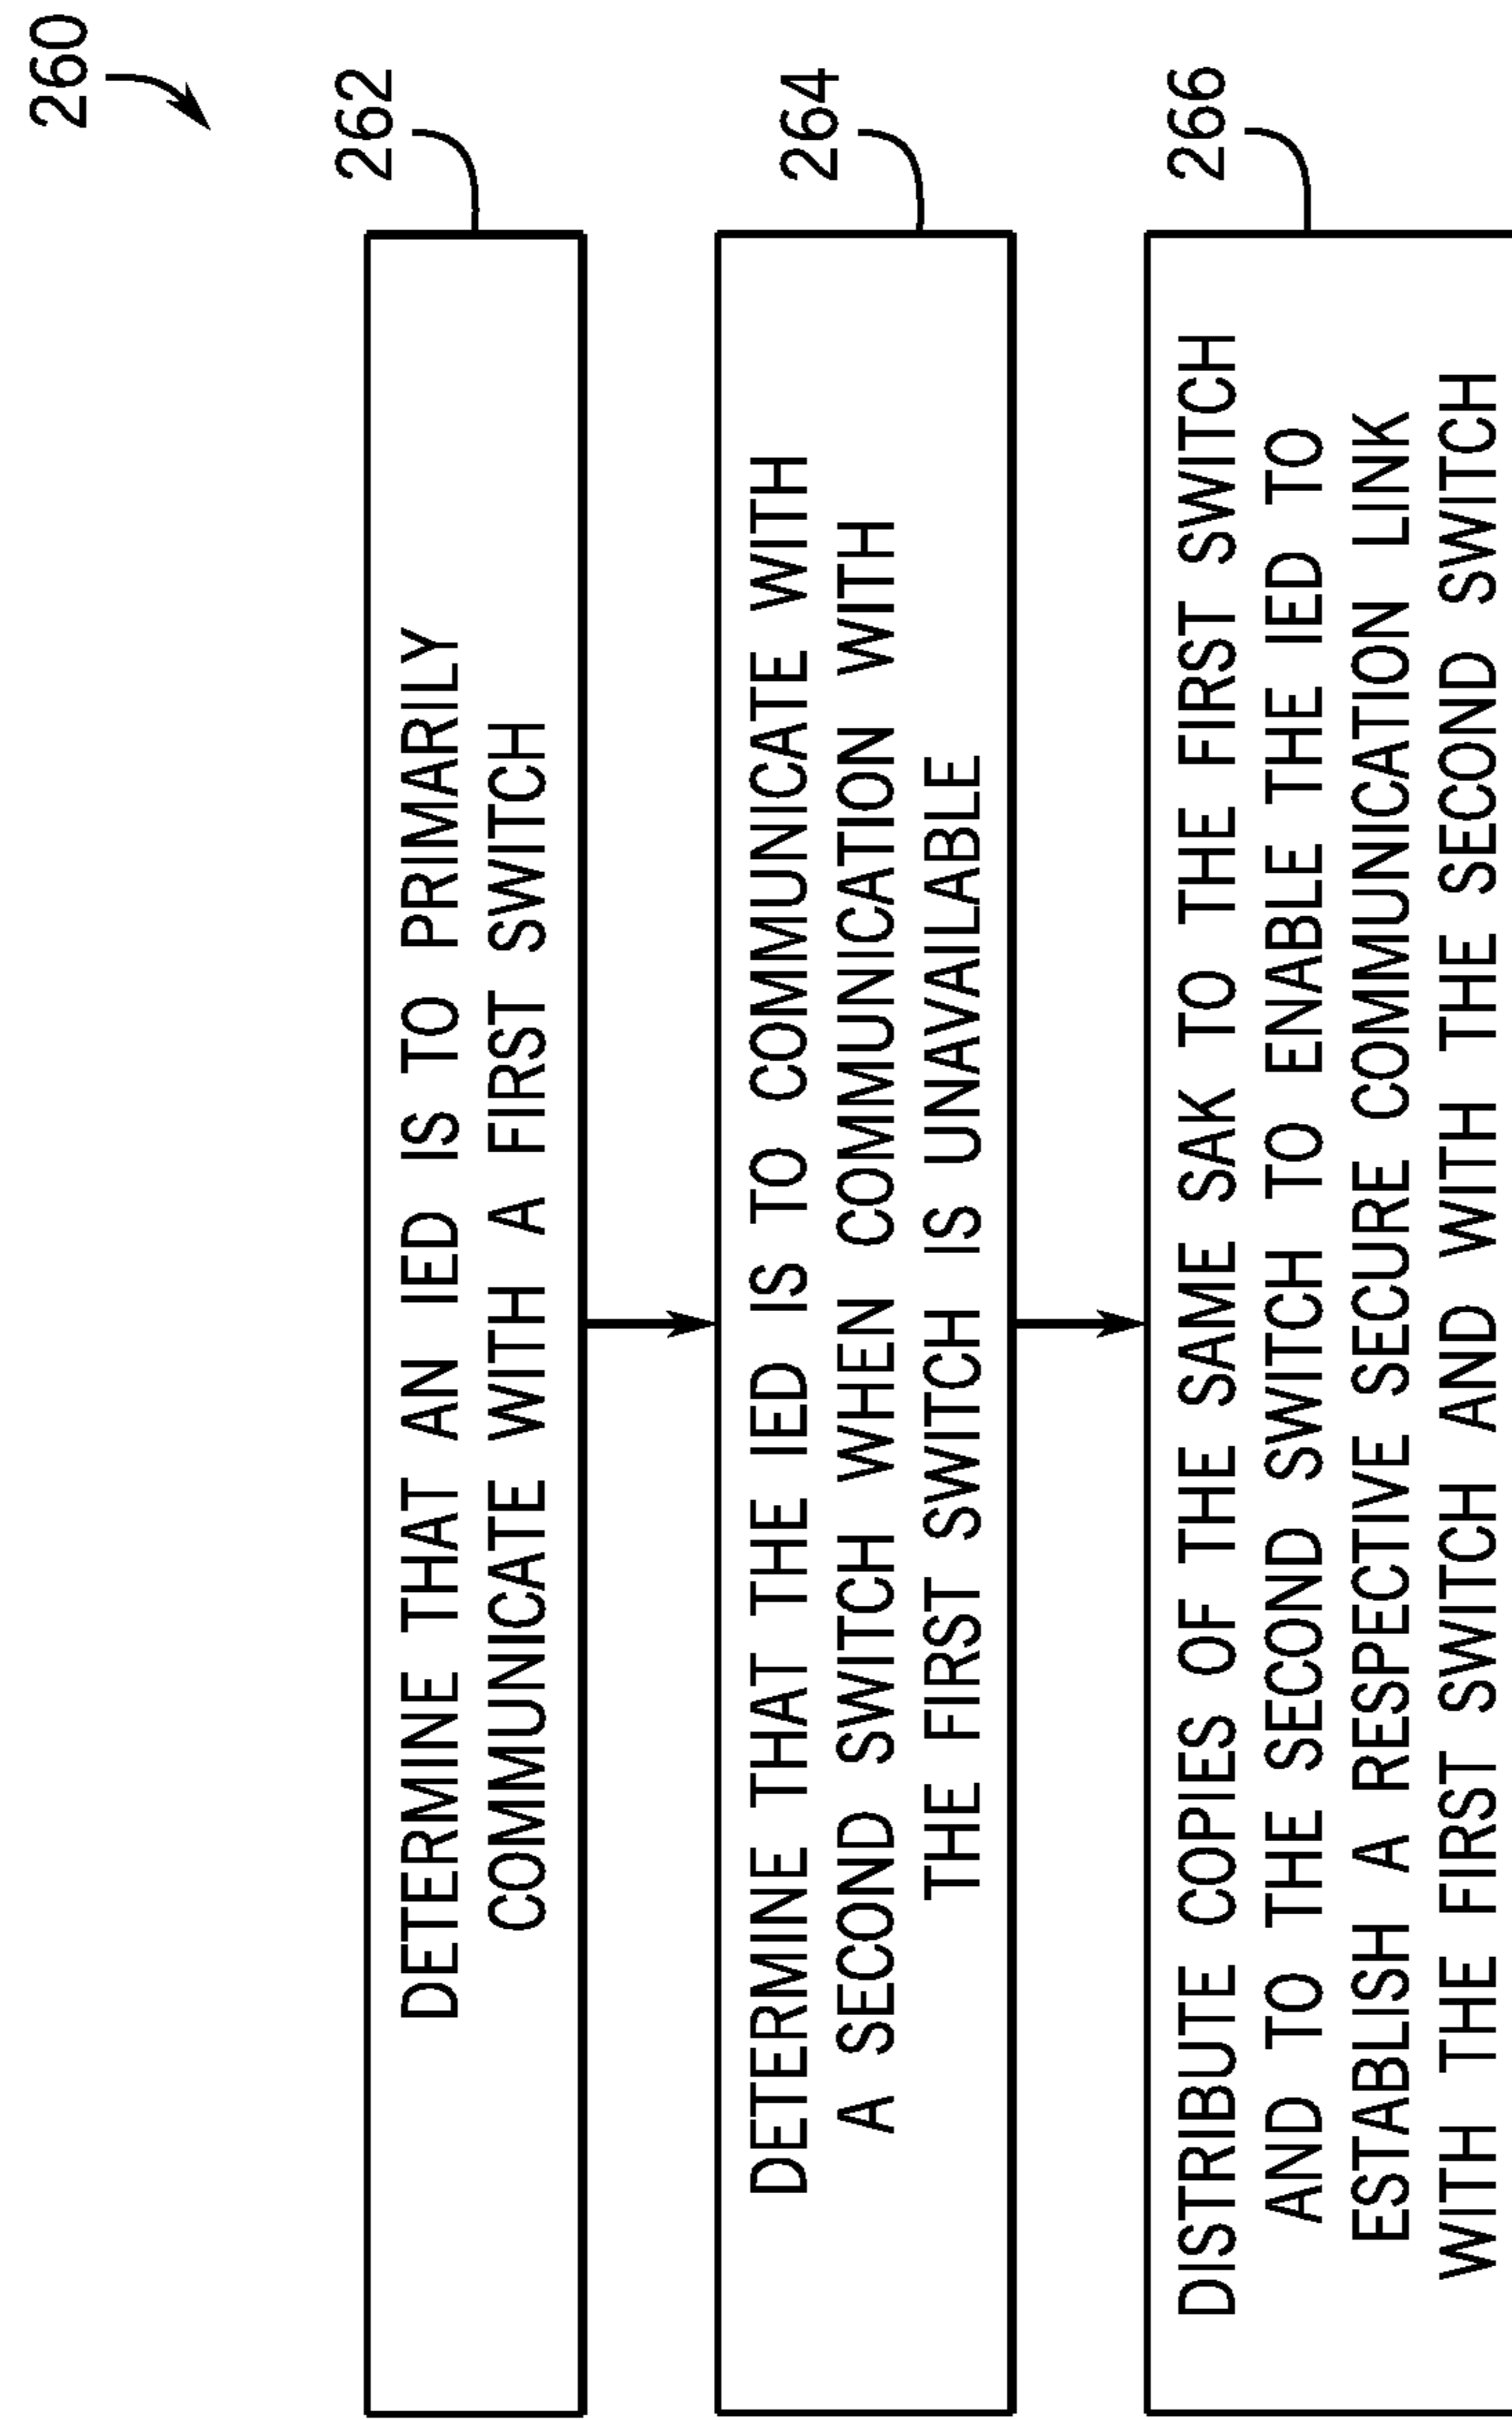 260
262
DETERMINE THAT AN IED IS TO PRIMARILY
COMMUNICATE WITH A FIRST SWITCH
264
DETERMINE THAT THE IED IS TO COMMUNICATE WITH
A SECOND SWITCH WHEN COMMUNICATION WITH
THE FIRST SWITCH IS UNAVAILABLE
266
DISTRIBUTE COPIES OF THE SAME SAK TO THE FIRST SWITCH
AND TO THE SECOND SWITCH TO ENABLE THE IED TO
ESTABLISH A RESPECTIVE SECURE COMMUNICATION LINK
WITH THE FIRST SWITCH AND WITH THE SECOND SWITCH